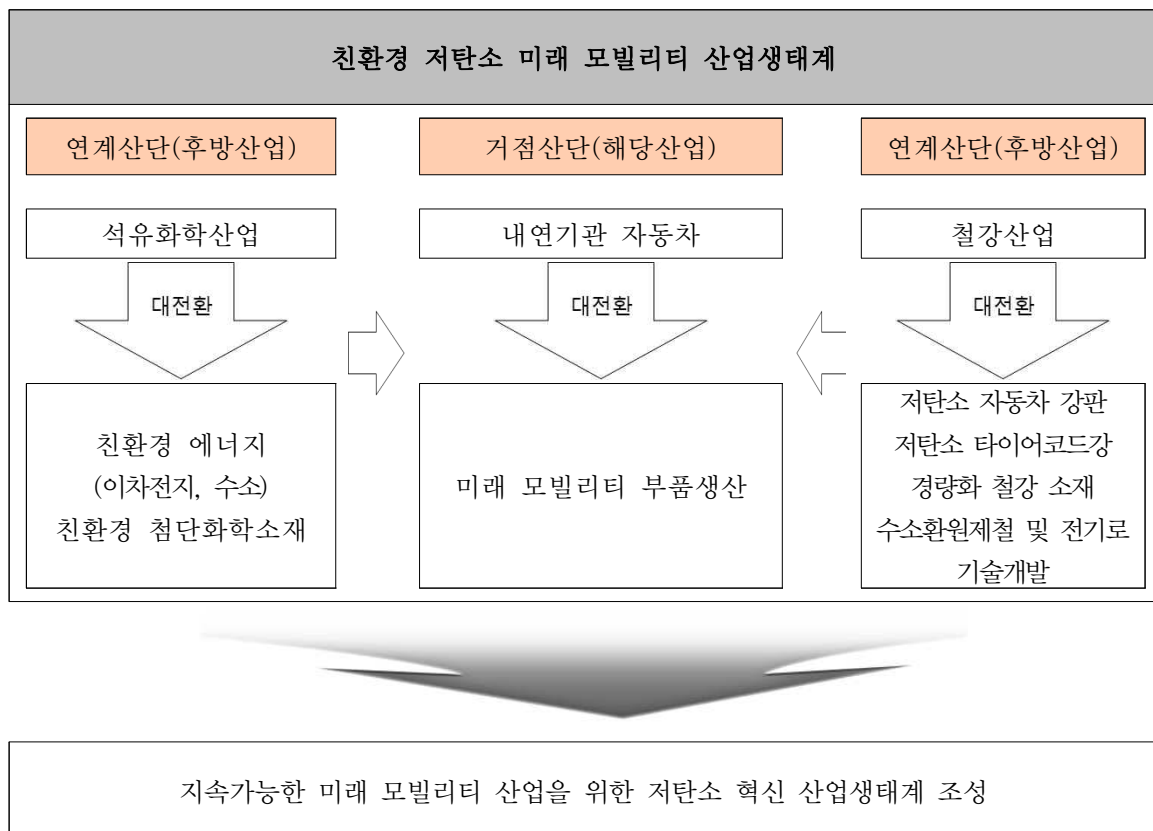 친환경 저탄소 미래 모빌리티 산업생태계
연계산단(후방산업)
거점산단(해당산업)
연계산단(후방산업)
석유화학산업
내연기관 자동차
철강산업
대전환
대전환
대전환
친환경 에너지
(이차전지, 수소)
친환경 첨단화학소재
미래 모빌리티 부품생산
저탄소 자동차 강판
저탄소 타이어코드강
경량화 철강 소재
수소환원제철 및 전기로
기술개발
지속가능한 미래 모빌리티 산업을 위한 저탄소 혁신 산업생태계 조성